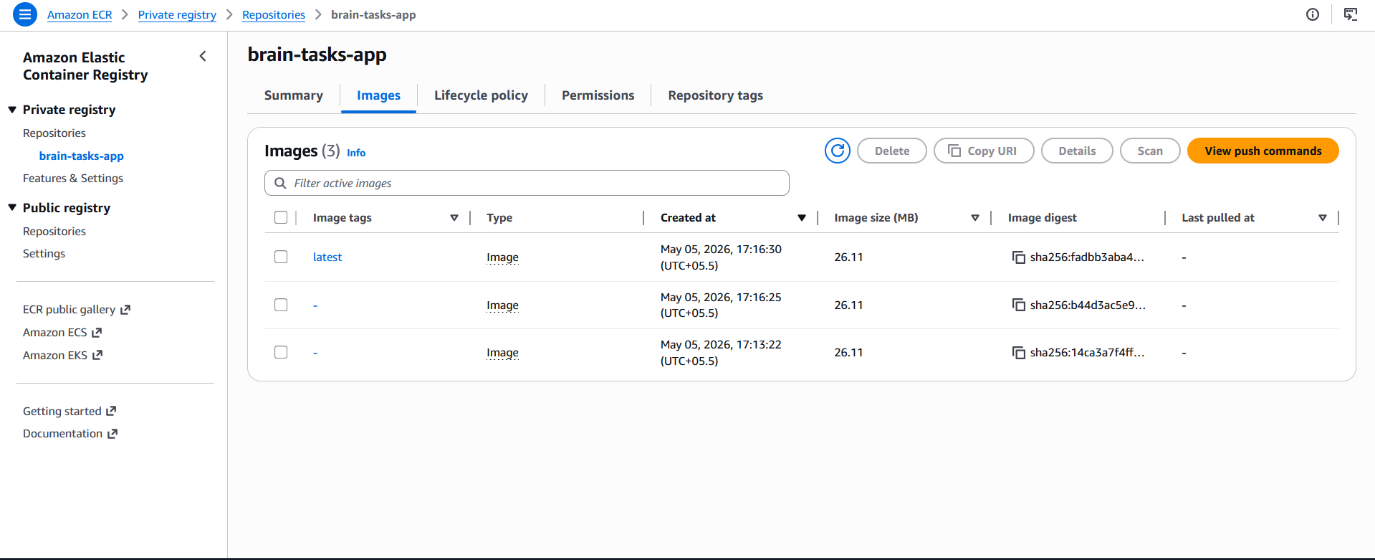 Amazon ECR > Private registry > Repositories > brain-tasks-app
Amazon Elastic
Container Registry
Private registry
Repositories
brain-tasks-app
Features & Settings
Public registry
Repositories
Settings
ECR public gallery
Amazon ECS
Amazon EKS
Getting started
Documentation
brain-tasks-app
Summary Images Lifecycle policy Permissions Repository tags
Images (3) Info Delete Copy URI Details Scan View push commands
Filter active images
Image tags Type Created at Image size (MB) Image digest Last pulled at
latest Image May 05, 2026, 17:16:30 (UTC+05.5) 26.11 sha256:fadbb3aba4... -
- Image May 05, 2026, 17:16:25 (UTC+05.5) 26.11 sha256:b44d3ac5e9... -
- Image May 05, 2026, 17:13:22 (UTC+05.5) 26.11 sha256:14ca3a7f4ff... -